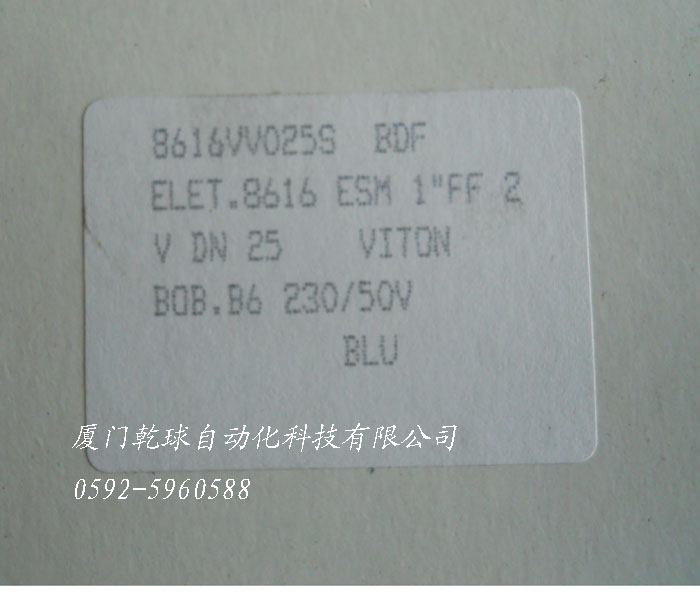 8616VV025S BDF
ELET.8616 ESM 1"FF 2
V DN 25 VITON
BOB.B6 230/50V
BLU
厦门乾球自动化科技有限公司
0592-5960588